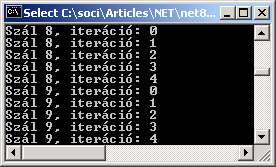 Select C:\soci\Articles\NET\net8...
Szál 8, iteráció: 0
Szál 8, iteráció: 1
Szál 8, iteráció: 2
Szál 8, iteráció: 3
Szál 8, iteráció: 4
Szál 9, iteráció: 0
Szál 9, iteráció: 1
Szál 9, iteráció: 2
Szál 9, iteráció: 3
Szál 9, iteráció: 4